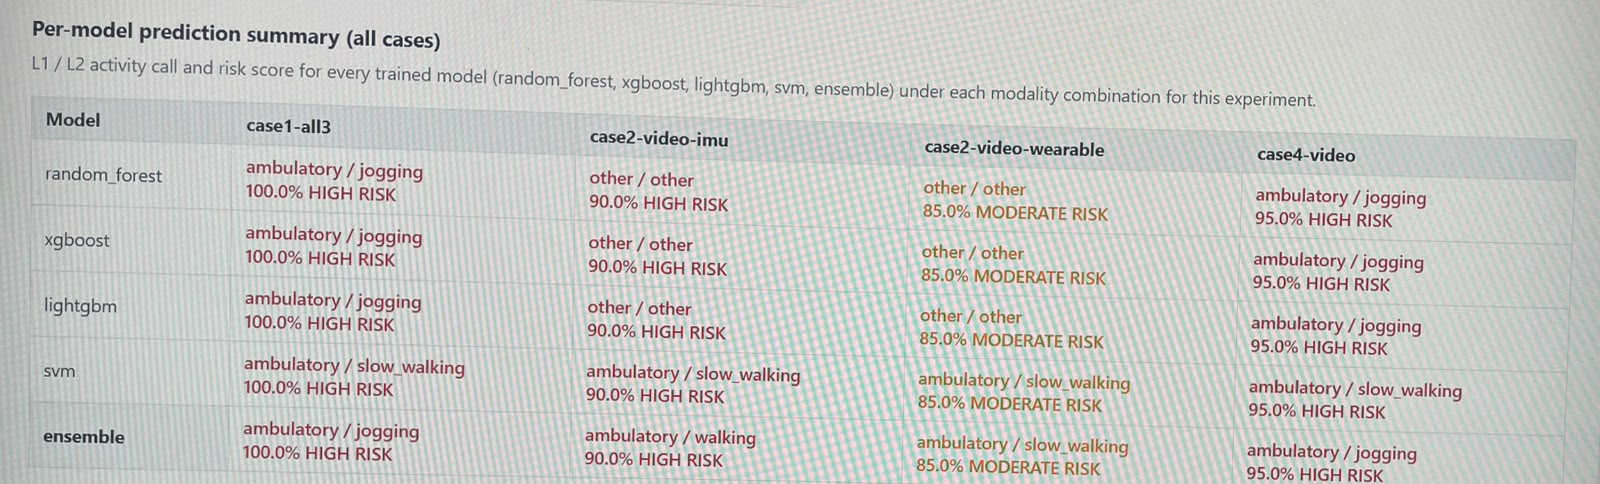 Per-model prediction summary (all cases)
L1 / L2 activity call and risk score for every trained model (random_forest, xgboost, lightgbm, svm, ensemble) under each modality combination for this experiment.
Model case1-all3 case2-video-imu case2-video-wearable case4-video
random_forest ambulatory / jogging other / other other / other ambulatory / jogging
100.0% HIGH RISK 90.0% HIGH RISK 85.0% MODERATE RISK 95.0% HIGH RISK
xgboost ambulatory / jogging other / other other / other ambulatory / jogging
100.0% HIGH RISK 90.0% HIGH RISK 85.0% MODERATE RISK 95.0% HIGH RISK
lightgbm ambulatory / jogging other / other other / other ambulatory / jogging
100.0% HIGH RISK 90.0% HIGH RISK 85.0% MODERATE RISK 95.0% HIGH RISK
svm ambulatory / slow_walking ambulatory / slow_walking ambulatory / slow_walking ambulatory / slow_walking
100.0% HIGH RISK 90.0% HIGH RISK 85.0% MODERATE RISK 95.0% HIGH RISK
ensemble ambulatory / jogging ambulatory / walking ambulatory / slow_walking ambulatory / jogging
100.0% HIGH RISK 90.0% HIGH RISK 85.0% MODERATE RISK 95.0% HIGH RISK